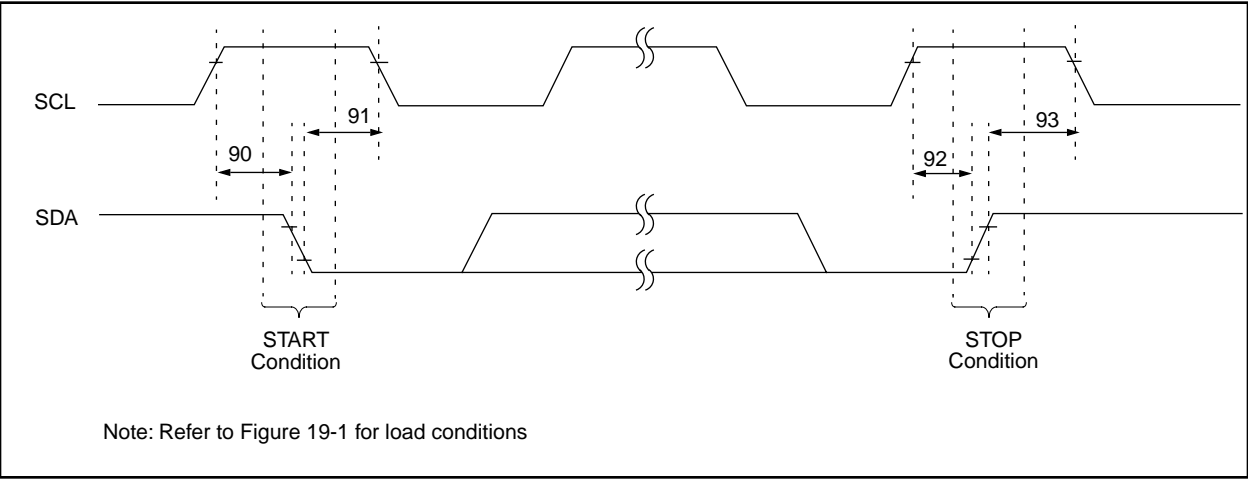 SCL
91
93
90
92
SDA
START
Condition
STOP
Condition
Note: Refer to Figure 19-1 for load conditions